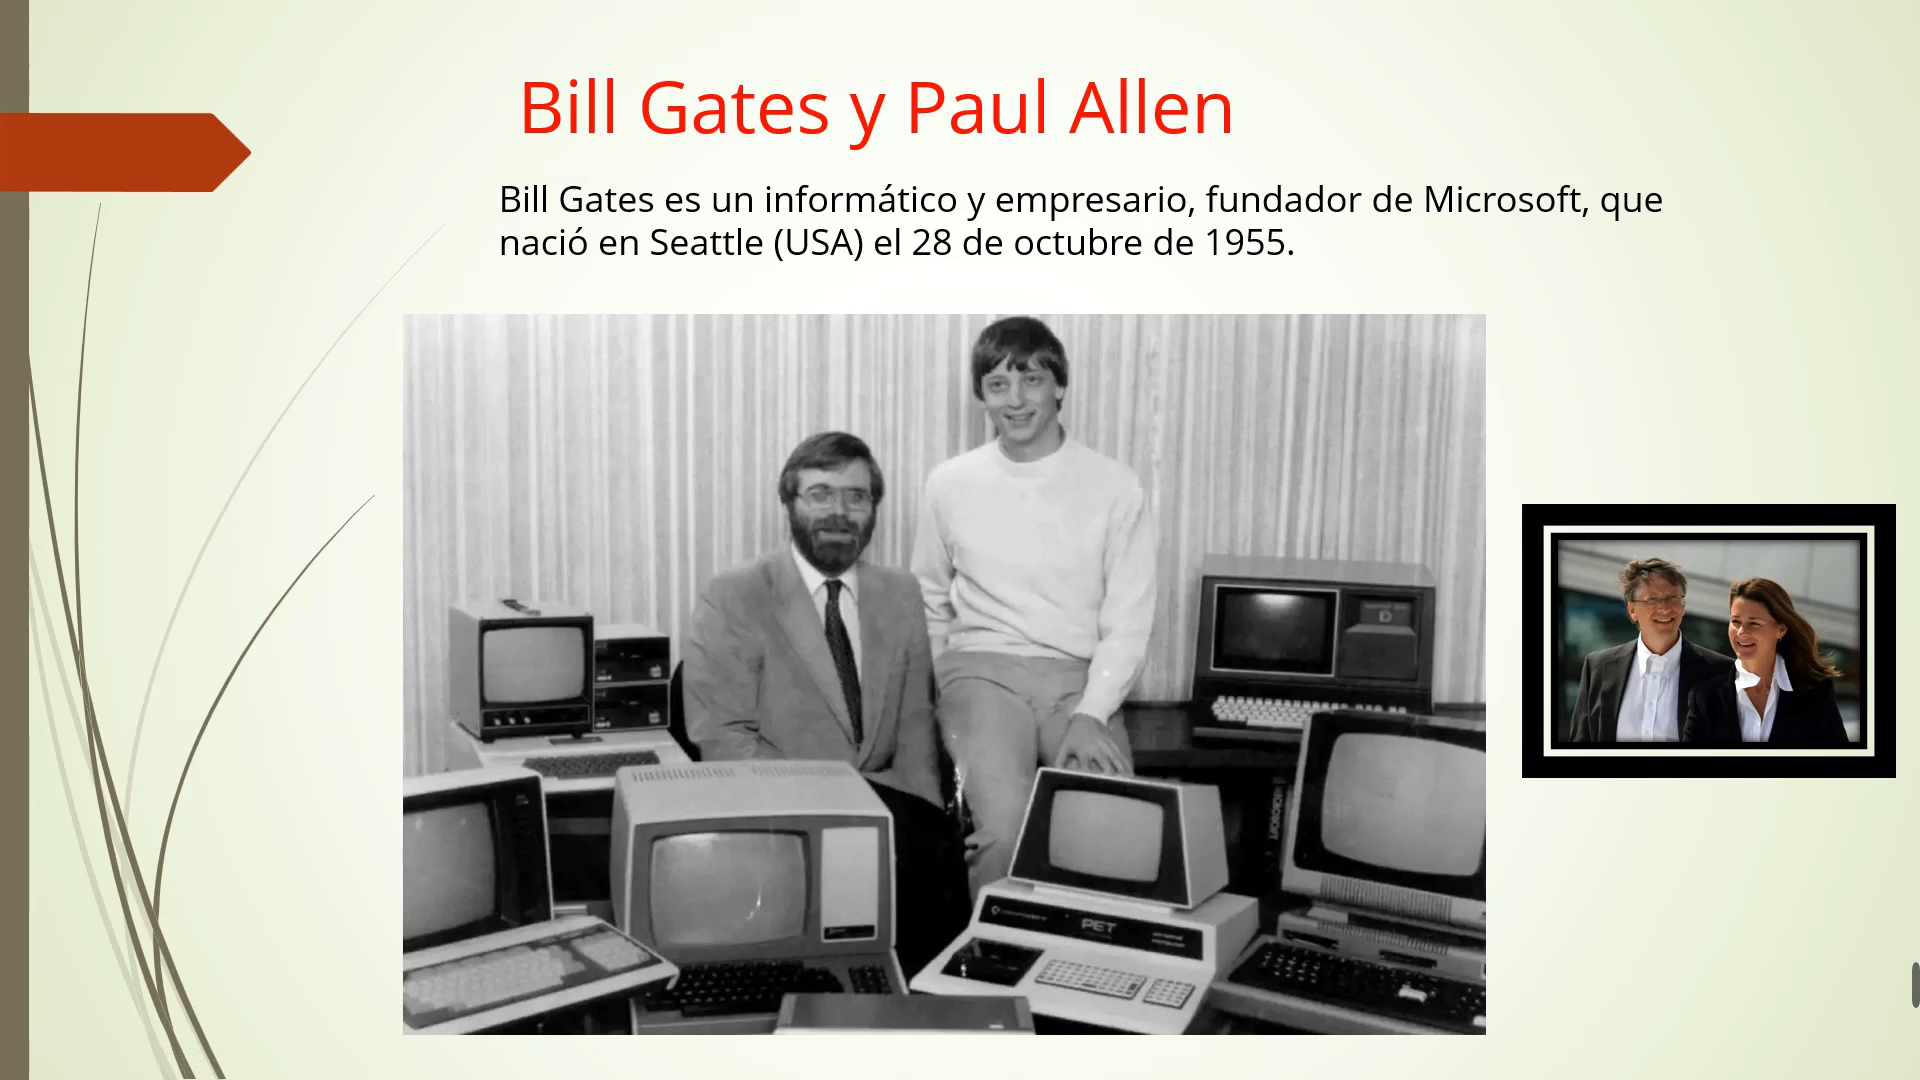 Bill Gates y Paul Allen
Bill Gates es un informático y empresario, fundador de Microsoft, que
nació en Seattle (USA) el 28 de octubre de 1955.
MICROSOFT
PET